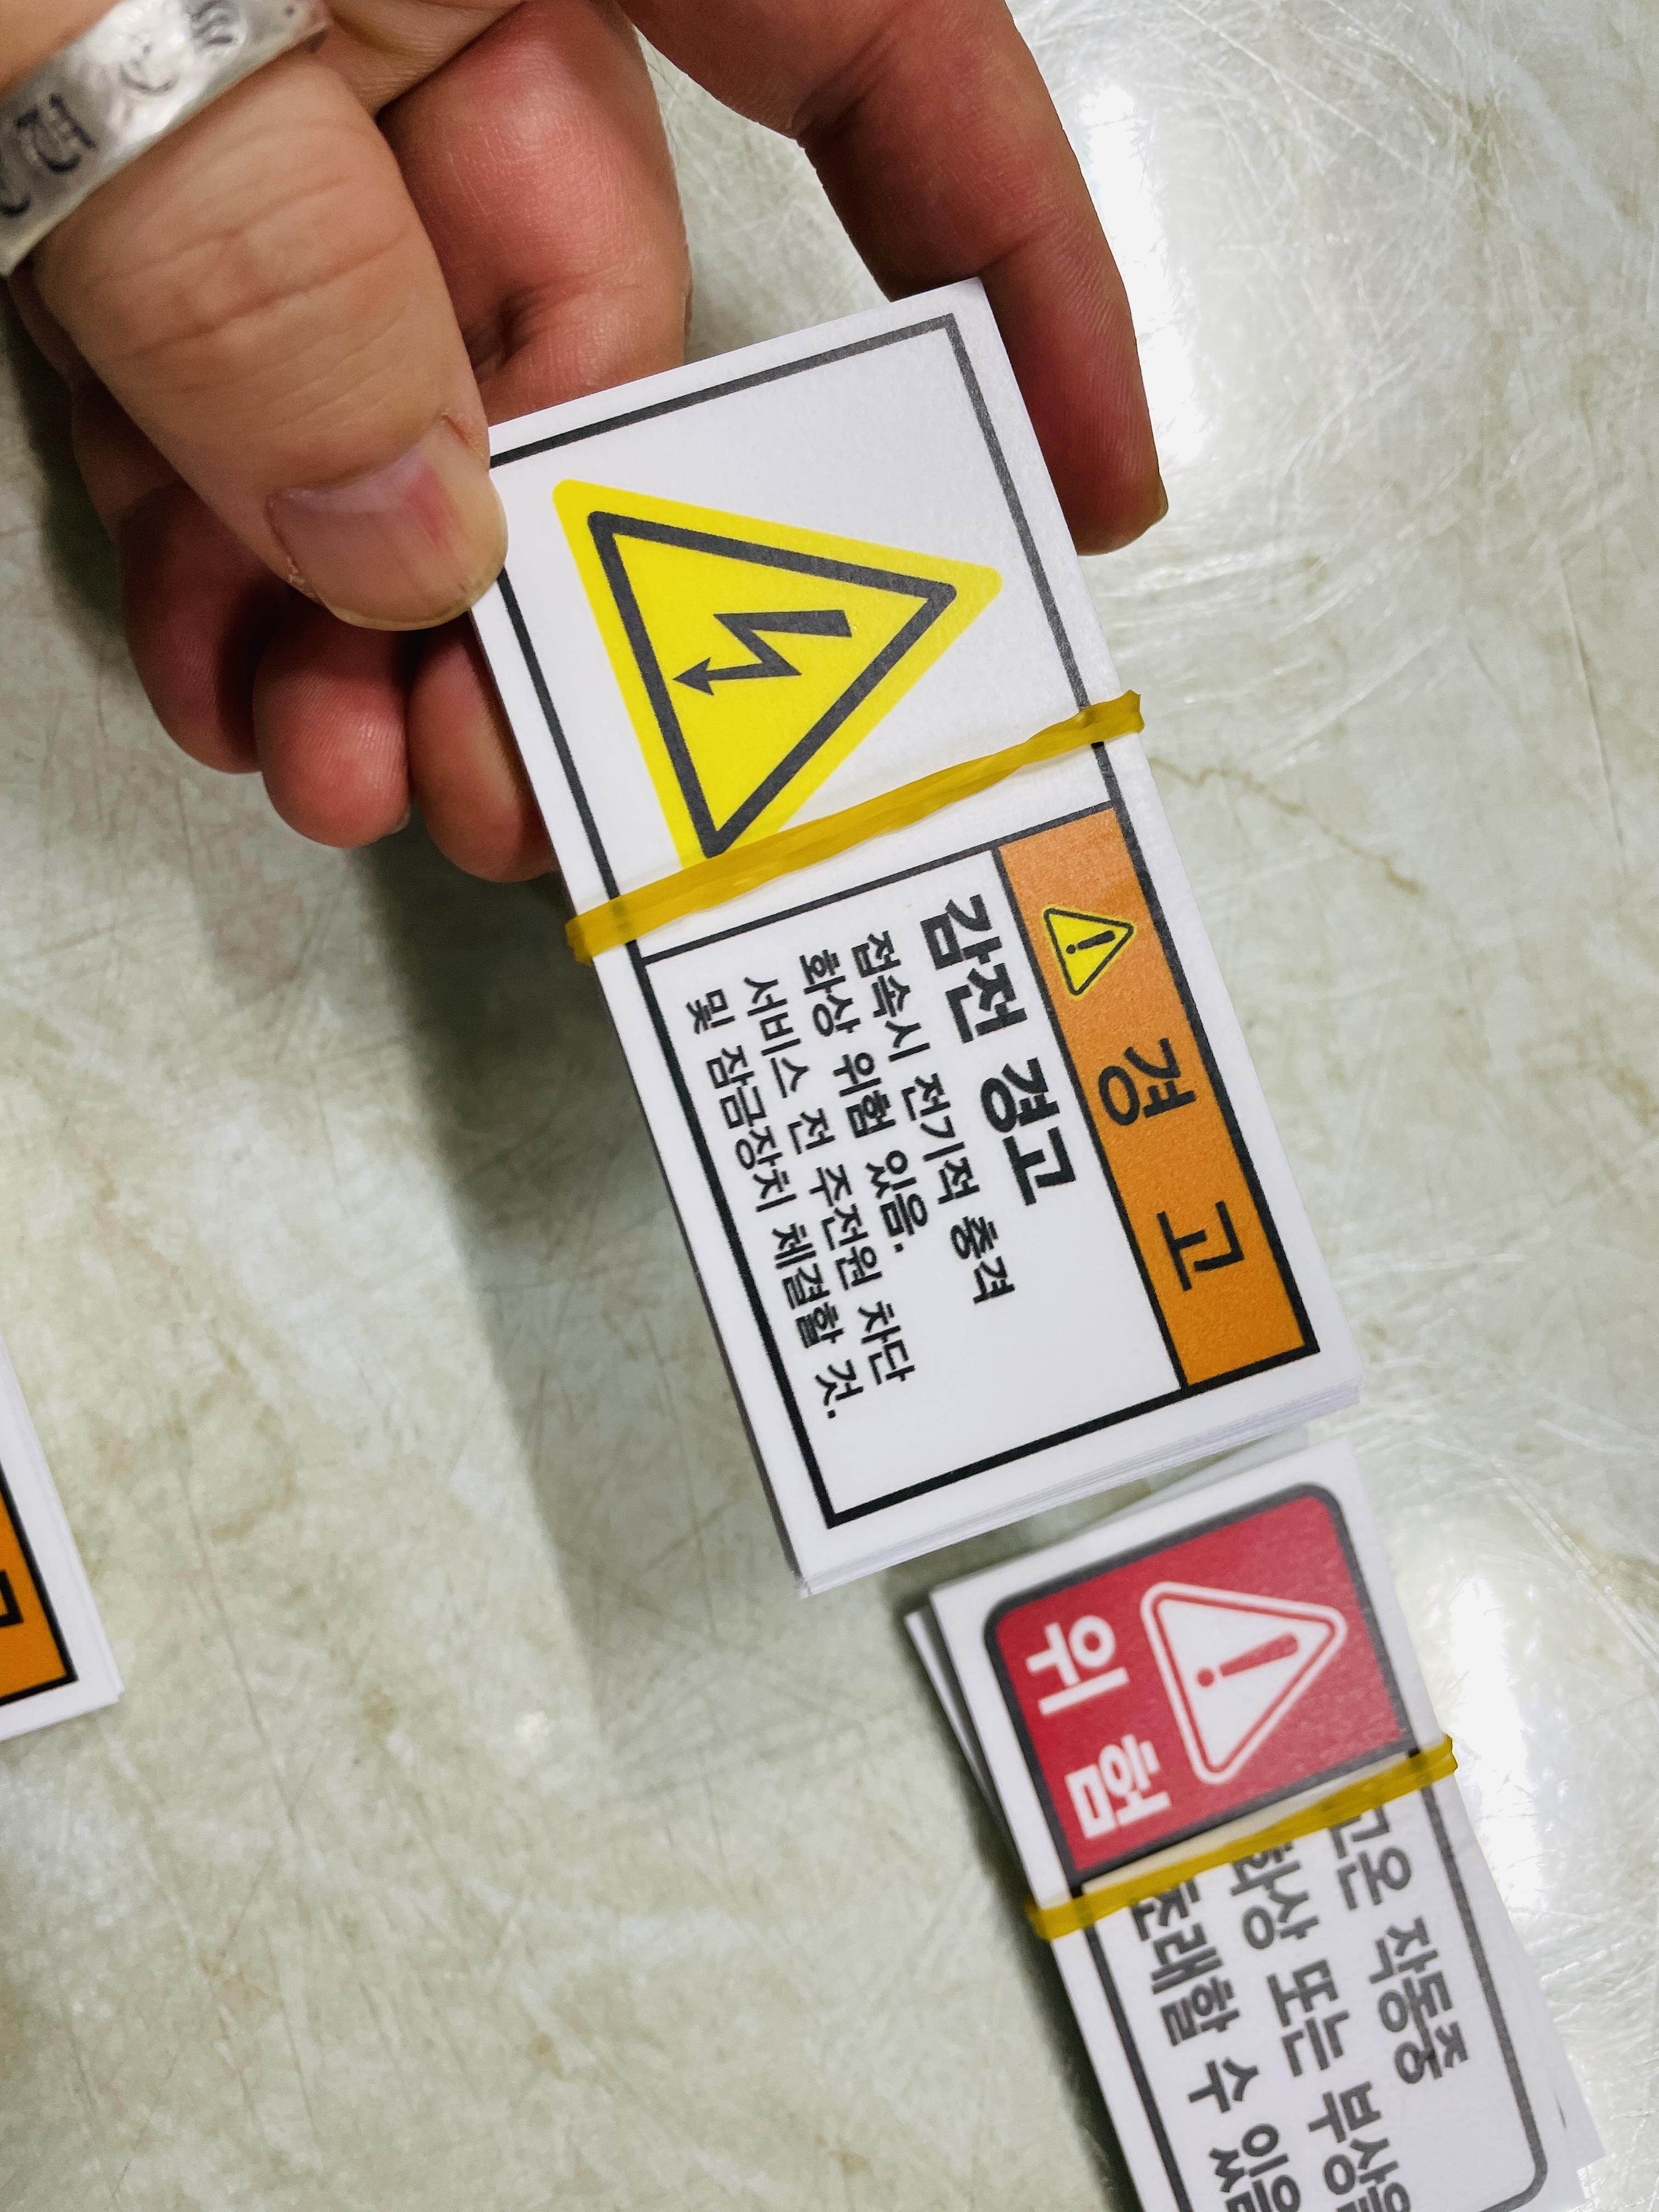 경 고
감전 경고
접촉시 전기적 충격
화상 위험 있음.
서비스 전 주전원 차단
및 잠금장치 체결할 것.
위 험
고온 작동중
화상 또는 부상을
초래할 수 있음